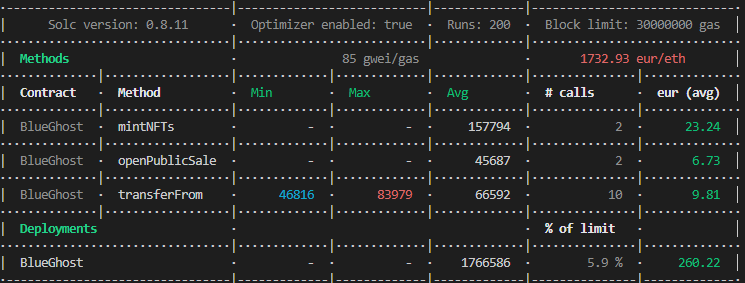 Solc version: 0.8.11 · Optimizer enabled: true · Runs: 200 · Block limit: 30000000 gas
Methods · 85 gwei/gas · 1732.93 eur/eth
Contract · Method · Min · Max · Avg · # calls · eur (avg)
BlueGhost · mintNFTs · - · - · 157794 · 2 · 23.24
BlueGhost · openPublicSale · - · - · 45687 · 2 · 6.73
BlueGhost · transferFrom · 46816 · 83979 · 66592 · 10 · 9.81
Deployments · · % of limit ·
BlueGhost · - · - · 1766586 · 5.9 % · 260.22